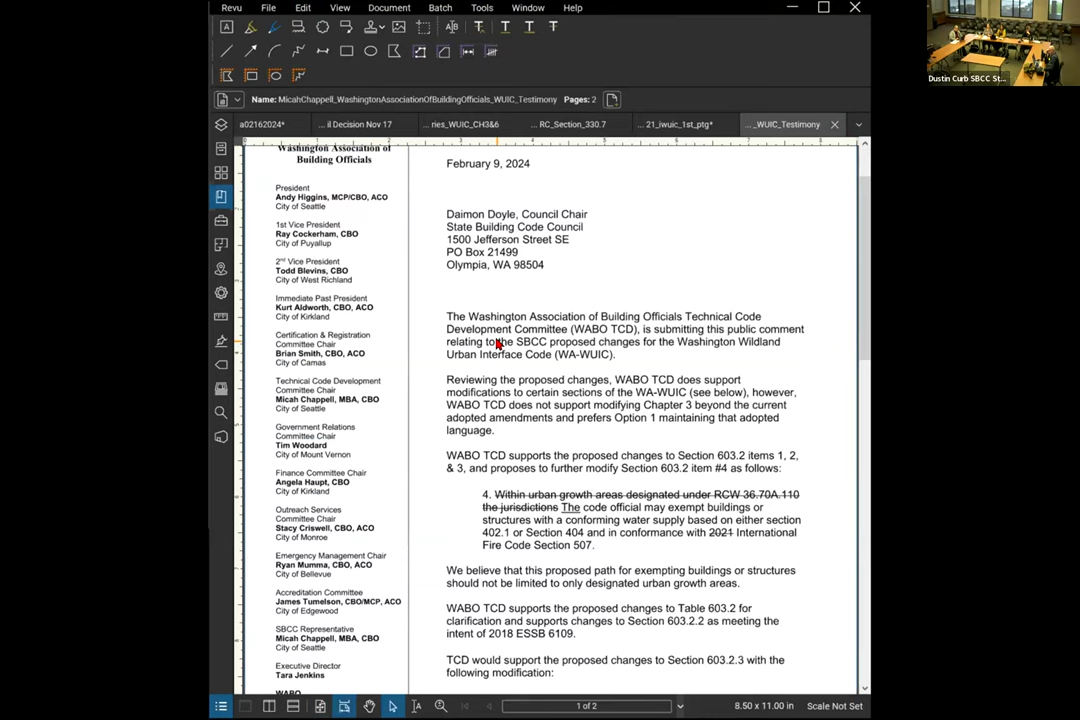 Revu File Edit View Document Batch Tools Window Help
Name: MicahChappell_WashingtonAssociationOfBuildingOfficials_WUIC_Testimony Pages: 2
a02162024* ... il Decision Nov 17 ... ries_WUIC_CH3&6 ... RC_Section_330.7 ... 21_iwuic_1st_ptg* ... _WUIC_Testimony
Washington Association of
Building Officials
President
Andy Higgins, MCP/CBO, ACO
City of Seattle
1st Vice President
Ray Cockerham, CBO
City of Puyallup
2nd Vice President
Todd Blevins, CBO
City of West Richland
Immediate Past President
Kurt Aldworth, CBO, ACO
City of Kirkland
Certification & Registration
Committee Chair
Brian Smith, CBO, ACO
City of Camas
Technical Code Development
Committee Chair
Micah Chappell, MBA, CBO
City of Seattle
Government Relations
Committee Chair
Tim Woodard
City of Mount Vernon
Finance Committee Chair
Angela Haupt, CBO
City of Kirkland
Outreach Services
Committee Chair
Stacy Criswell, CBO, ACO
City of Monroe
Emergency Management Chair
Ryan Mumma, CBO, ACO
City of Bellevue
Accreditation Committee
James Tumelson, CBO/MCP, ACO
City of Edgewood
SBCC Representative
Micah Chappell, MBA, CBO
City of Seattle
Executive Director
Tara Jenkins
WABO
February 9, 2024
Daimon Doyle, Council Chair
State Building Code Council
1500 Jefferson Street SE
PO Box 21499
Olympia, WA 98504
The Washington Association of Building Officials Technical Code
Development Committee (WABO TCD), is submitting this public comment
relating to the SBCC proposed changes for the Washington Wildland
Urban Interface Code (WA-WUIC).
Reviewing the proposed changes, WABO TCD does support
modifications to certain sections of the WA-WUIC (see below), however,
WABO TCD does not support modifying Chapter 3 beyond the current
adopted amendments and prefers Option 1 maintaining that adopted
language.
WABO TCD supports the proposed changes to Section 603.2 items 1, 2,
& 3, and proposes to further modify Section 603.2 item #4 as follows:
4. Within urban growth areas designated under RCW 36.70A.110
the jurisdictions The code official may exempt buildings or
structures with a conforming water supply based on either section
402.1 or Section 404 and in conformance with 2021 International
Fire Code Section 507.
We believe that this proposed path for exempting buildings or structures
should not be limited to only designated urban growth areas.
WABO TCD supports the proposed changes to Table 603.2 for
clarification and supports changes to Section 603.2.2 as meeting the
intent of 2018 ESSB 6109.
TCD would support the proposed changes to Section 603.2.3 with the
following modification:
1 of 2
8.50 x 11.00 in Scale Not Set
Dustin Curb SBCC St...